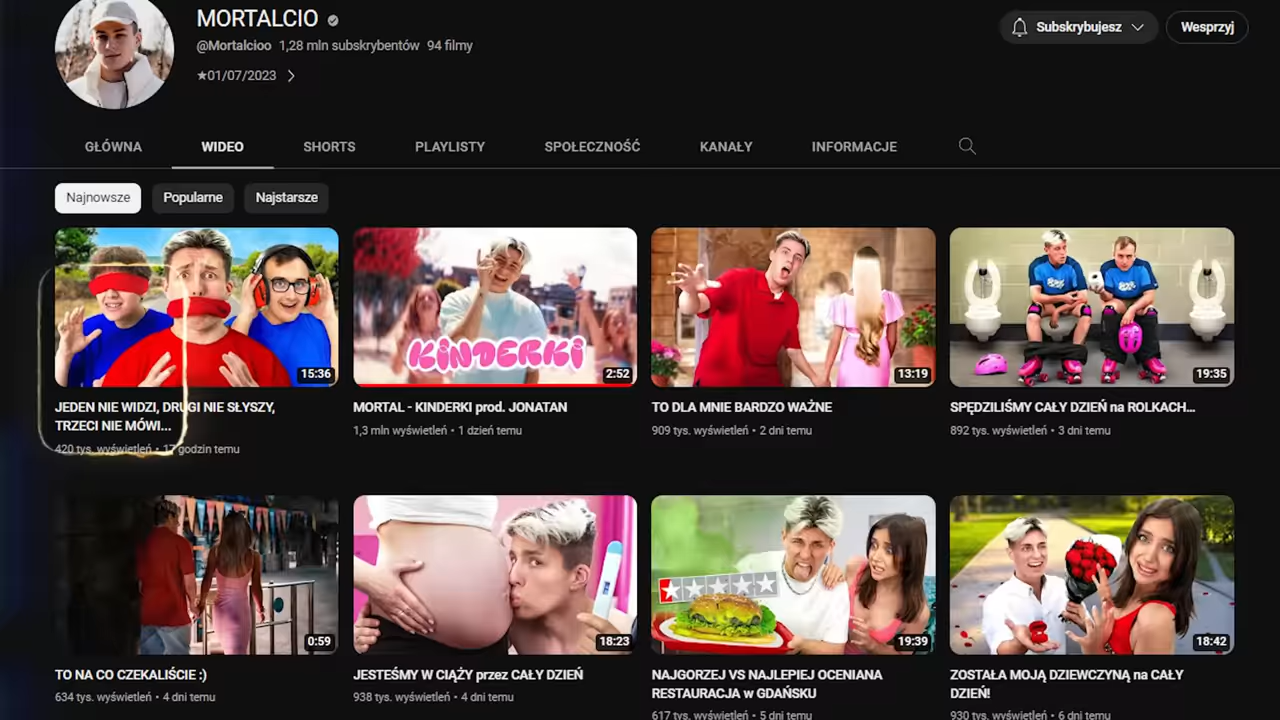 MORTALCIO
@Mortalcioo 1,28 mln subskrybentów 94 filmy
★01/07/2023
Subskrybujesz
Wesprzyj
GŁÓWNA WIDEO SHORTS PLAYLISTY SPOŁECZNOŚĆ KANAŁY INFORMACJE
Najnowsze Popularne Najstarsze
KINDERKI
15:36
2:52
13:19
19:35
JEDEN NIE WIDZI, DRUGI NIE SŁYSZY,
TRZECI NIE MÓWI...
420 tys. wyświetleń • 17 godzin temu
MORTAL - KINDERKI prod. JONATAN
1,3 mln wyświetleń • 1 dzień temu
TO DLA MNIE BARDZO WAŻNE
909 tys. wyświetleń • 2 dni temu
SPĘDZILIŚMY CAŁY DZIEŃ na ROLKACH...
892 tys. wyświetleń • 3 dni temu
0:59
18:23
19:39
18:42
TO NA CO CZEKALIŚCIE :)
634 tys. wyświetleń • 4 dni temu
JESTEŚMY W CIĄŻY przez CAŁY DZIEŃ
938 tys. wyświetleń • 4 dni temu
NAJGORZEJ VS NAJLEPIEJ OCENIANA
RESTAURACJA w GDAŃSKU
617 tys. wyświetleń • 5 dni temu
ZOSTAŁA MOJĄ DZIEWCZYNĄ na CAŁY
DZIEŃ!
930 tys. wyświetleń • 6 dni temu